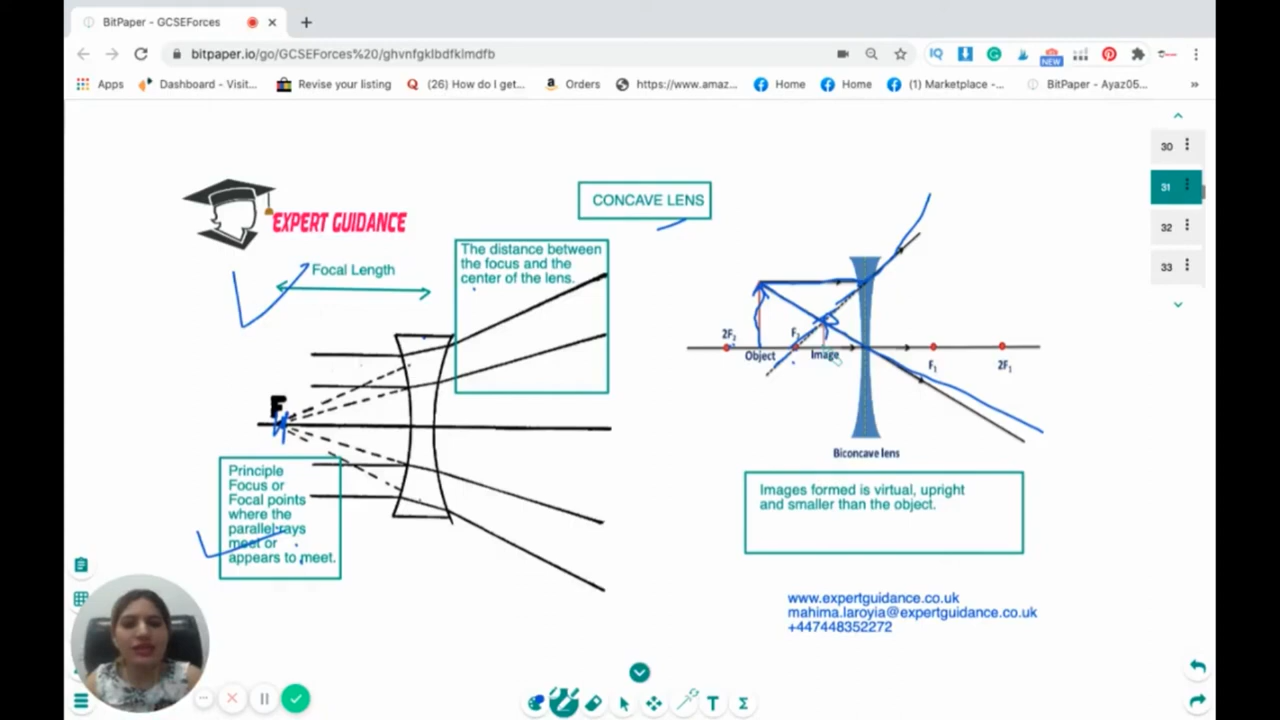 BitPaper - GCSEForces
bitpaper.io/go/GCSEForces%20/ghvnfgklbdfklmdfb
Apps
Dashboard - Visit...
Revise your listing
(26) How do I get...
Orders
https://www.amaz...
Home
Home
(1) Marketplace -...
BitPaper - Ayaz05...
»
NEW
30
31
32
33
EXPERT GUIDANCE
CONCAVE LENS
Focal Length
The distance between
the focus and the
center of the lens.
F
Principle
Focus or
Focal points
where the
parallel rays
meet or
appears to meet.
2F₂
Object
F₂
Image
F₁
2F₁
Biconcave lens
Images formed is virtual, upright
and smaller than the object.
www.expertguidance.co.uk
mahima.laroyia@expertguidance.co.uk
+447448352272
T
Σ